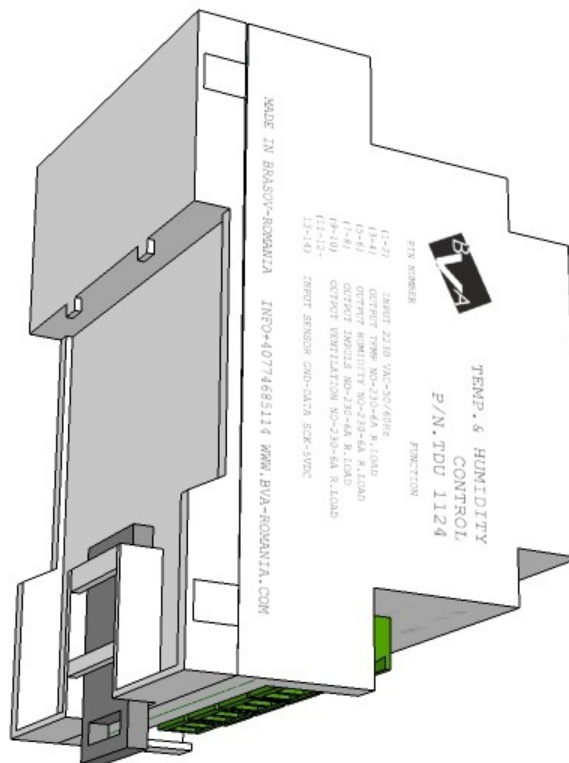 BVA
TEMP. & HUMIDITY
CONTROL
P/N.TDU 1124
PIN NUMBER FUNCTION
(1-2) INPUT 2230 VAC-50/60Hz
(3-4) OUTPUT TEMP NO-230-6A R.LOAD
(5-6) OUTPUT HUMIDITY NO-230-6A R.LOAD
(7-8) OUTPUT IMPULS NO-230-6A R.LOAD
(9-10) OUTPUT VENTILATION NO-230-6A R.LOAD
(11-12-
13-14) INPUT SENSOR GND-DATA SCK-5VDC
MADE IN BRASOV-ROMANIA INFO+40774685114 WWW.BVA-ROMANIA.COM